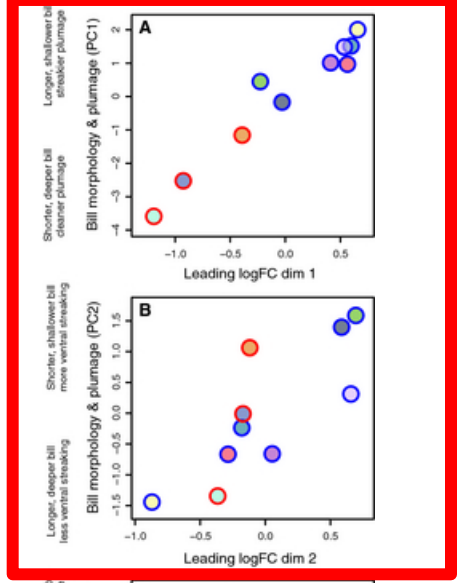 A
Longer, shallower bill
streakier plumage
Shorter, deeper bill
cleaner plumage
Bill morphology & plumage (PC1)
2
1
0
−1
−2
−3
−4
−1.0 −0.5 0.0 0.5
Leading logFC dim 1
B
Shorter, shallower bill
more ventral streaking
Longer, deeper bill
less ventral streaking
Bill morphology & plumage (PC2)
1.5
1.0
0.5
0.0
−0.5
−1.0
−1.5
−1.0 −0.5 0.0 0.5
Leading logFC dim 2